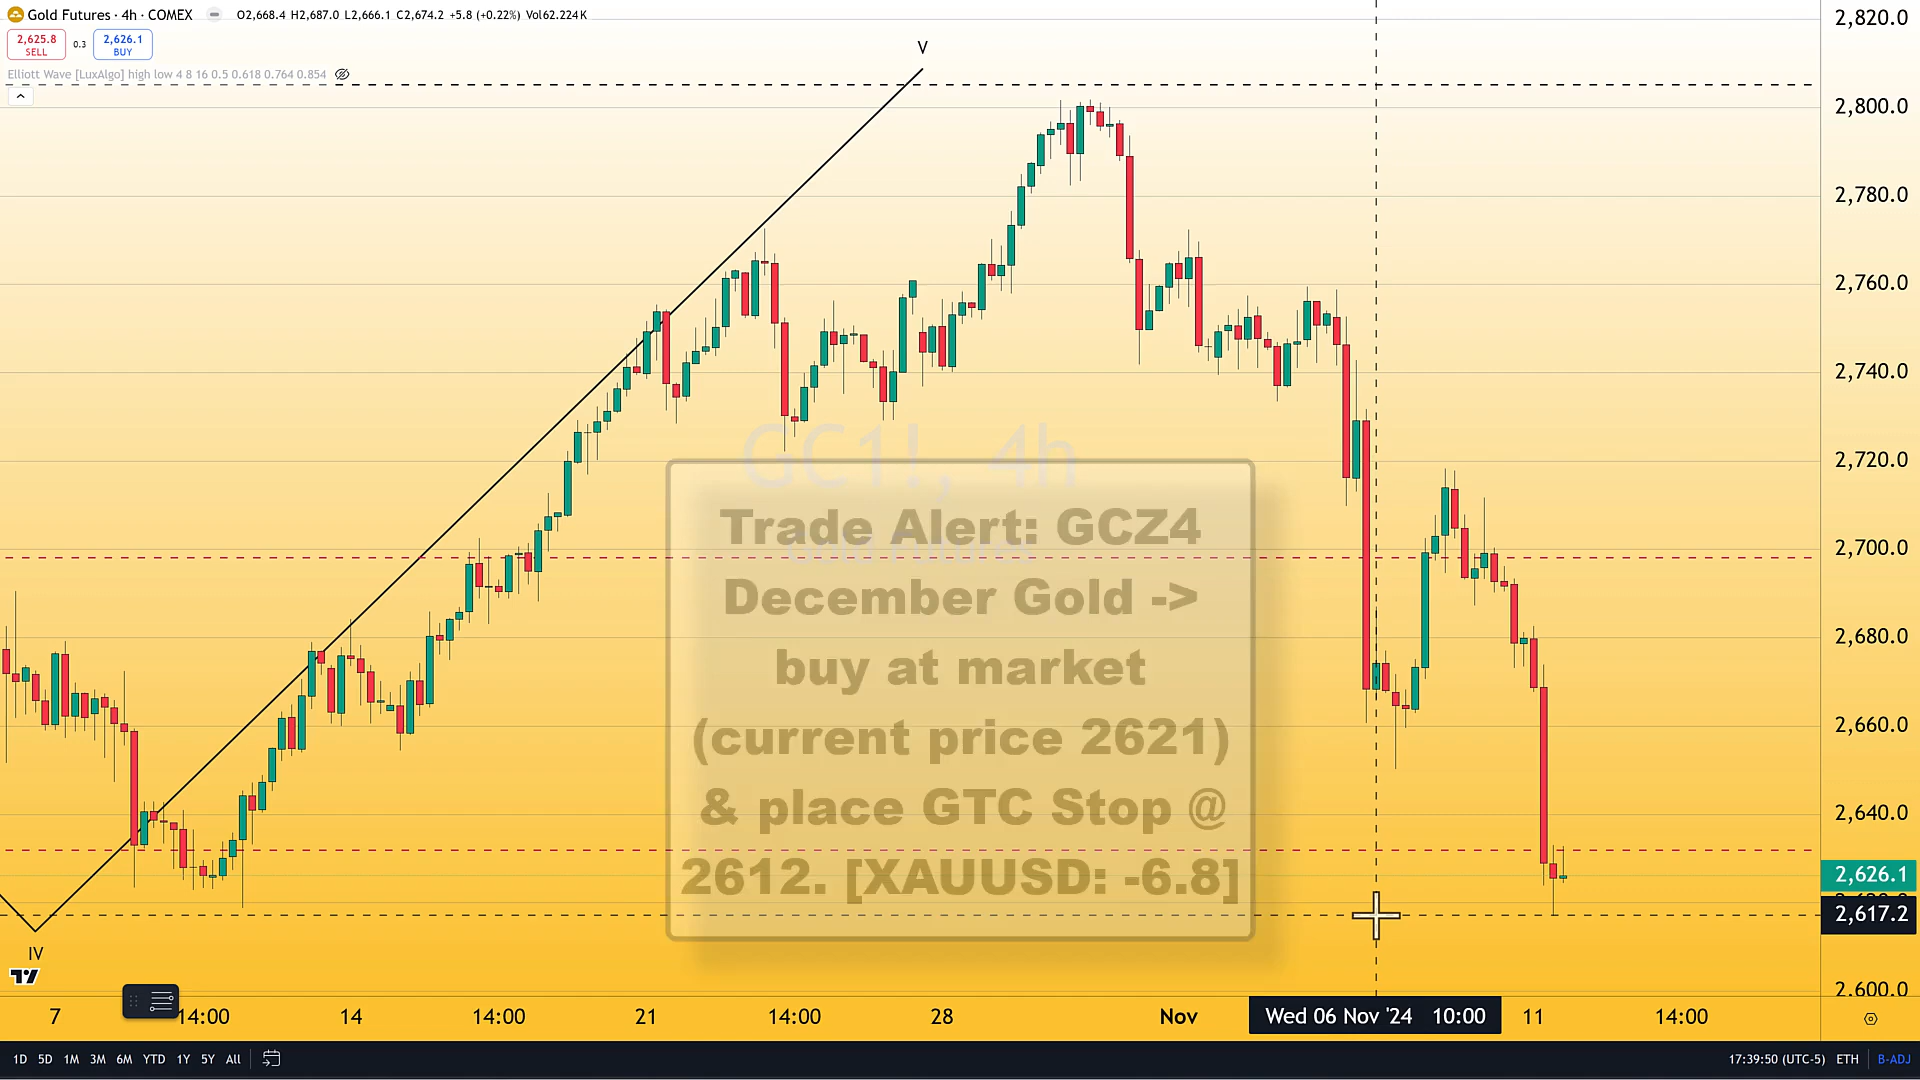 Gold Futures · 4h · COMEX O2,668.4 H2,687.0 L2,666.1 C2,674.2 +5.8 (+0.22%) Vol62.224K
2,625.8 0.3 2,626.1
SELL BUY
Elliott Wave [LuxAlgo] high low 4 8 16 0.5 0.618 0.764 0.854
V
2,820.0
2,800.0
2,780.0
2,760.0
2,740.0
2,720.0
2,700.0
2,680.0
2,660.0
2,640.0
2,626.1
2,617.2
2,600.0
GC1!, 4h
Gold Futures
Trade Alert: GCZ4
December Gold ->
buy at market
(current price 2621)
& place GTC Stop @
2612. [XAUUSD: -6.8]
IV
7 14:00 14 14:00 21 14:00 28 Nov Wed 06 Nov '24 10:00 11 14:00
1D 5D 1M 3M 6M YTD 1Y 5Y All 17:39:50 (UTC-5) ETH B-ADJ